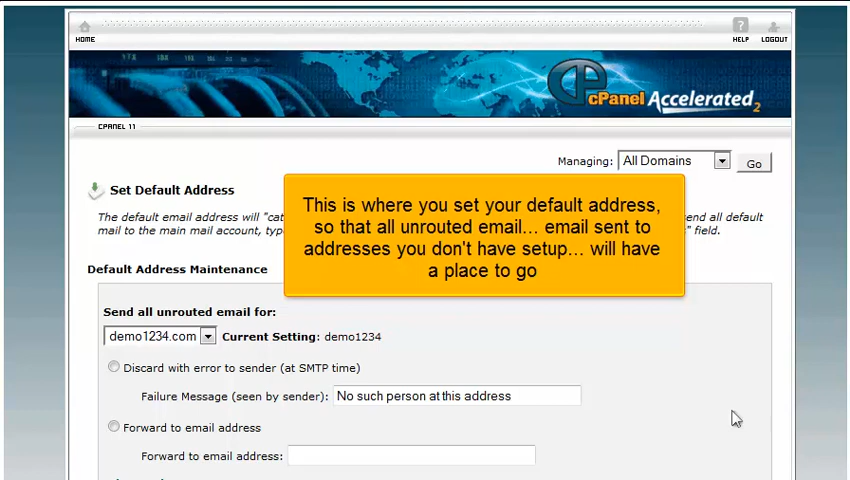 HOME
HELP
LOGOUT
cPanel Accelerated2
CPANEL 11
Managing: All Domains Go
Set Default Address
This is where you set your default address,
so that all unrouted email... email sent to
addresses you don't have setup... will have
a place to go
The default email address will "cat
end all default
mail to the main mail account, typ
s" field.
Default Address Maintenance
Send all unrouted email for:
demo1234.com Current Setting: demo1234
Discard with error to sender (at SMTP time)
Failure Message (seen by sender): No such person at this address
Forward to email address
Forward to email address: